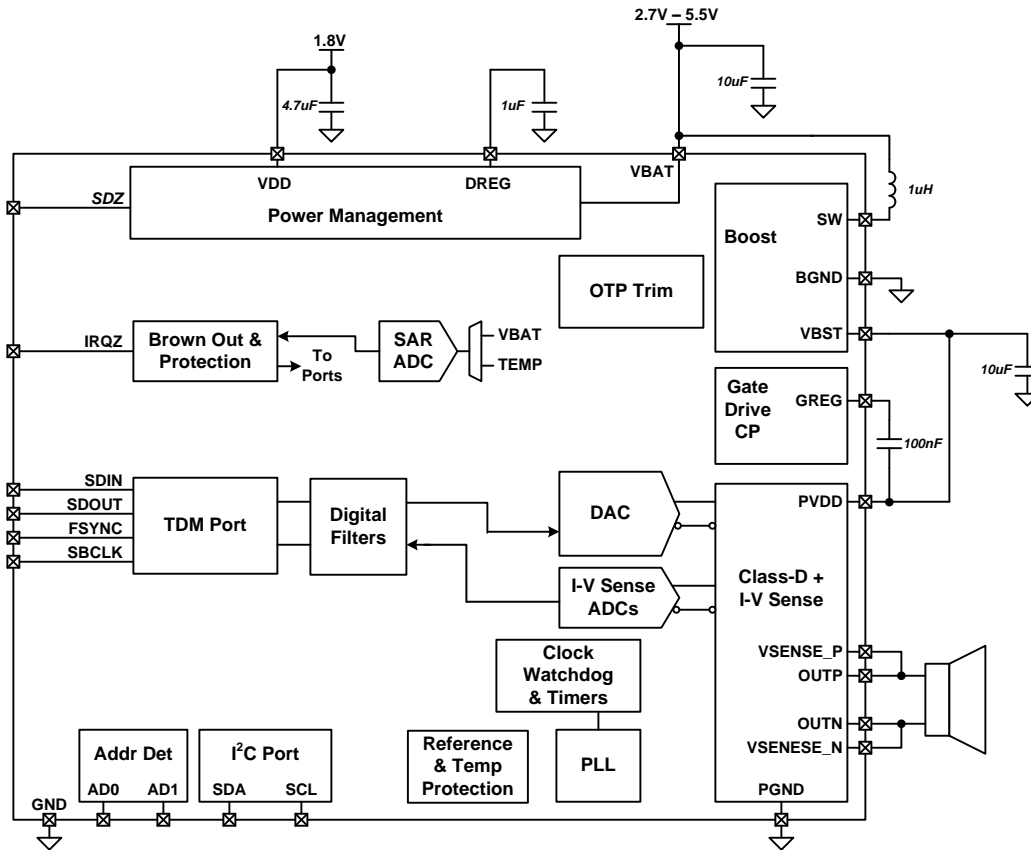 2.7V – 5.5V
1.8V
4.7uF
1uF
10uF
VDD
DREG
VBAT
SDZ
Power Management
1uH
SW
Boost
BGND
VBST
OTP Trim
IRQZ
Brown Out &
Protection
To
Ports
SAR
ADC
VBAT
TEMP
10uF
Gate
Drive
CP
GREG
100nF
SDIN
SDOUT
FSYNC
SBCLK
TDM Port
Digital
Filters
DAC
I-V Sense
ADCs
PVDD
Class-D +
I-V Sense
VSENSE_P
OUTP
OUTN
VSENESE_N
PGND
Clock
Watchdog
& Timers
PLL
Reference
& Temp
Protection
Addr Det
AD0
AD1
I²C Port
SDA
SCL
GND